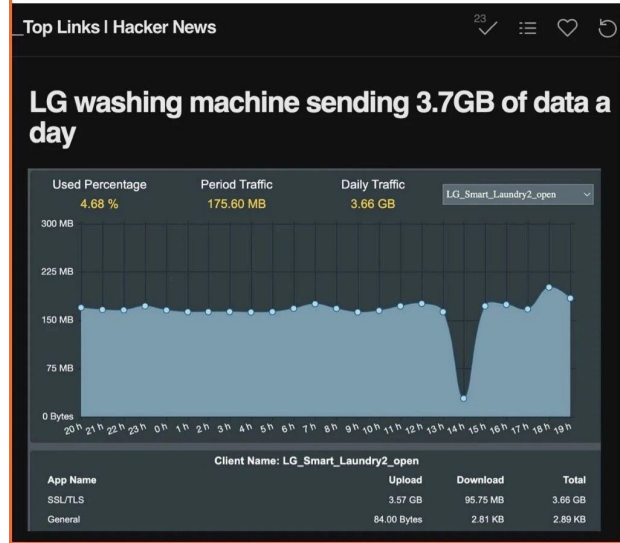 _Top Links | Hacker News
23
LG washing machine sending 3.7GB of data a
day
Used Percentage Period Traffic Daily Traffic
4.68 % 175.60 MB 3.66 GB LG_Smart_Laundry2_open
300 MB
225 MB
150 MB
75 MB
0 Bytes
20 h 21 h 22 h 23 h 0 h 1 h 2 h 3 h 4 h 5 h 6 h 7 h 8 h 9 h 10 h 11 h 12 h 13 h 14 h 15 h 16 h 17 h 18 h 19 h
Client Name: LG_Smart_Laundry2_open
App Name Upload Download Total
SSL/TLS 3.57 GB 95.75 MB 3.66 GB
General 84.00 Bytes 2.81 KB 2.89 KB